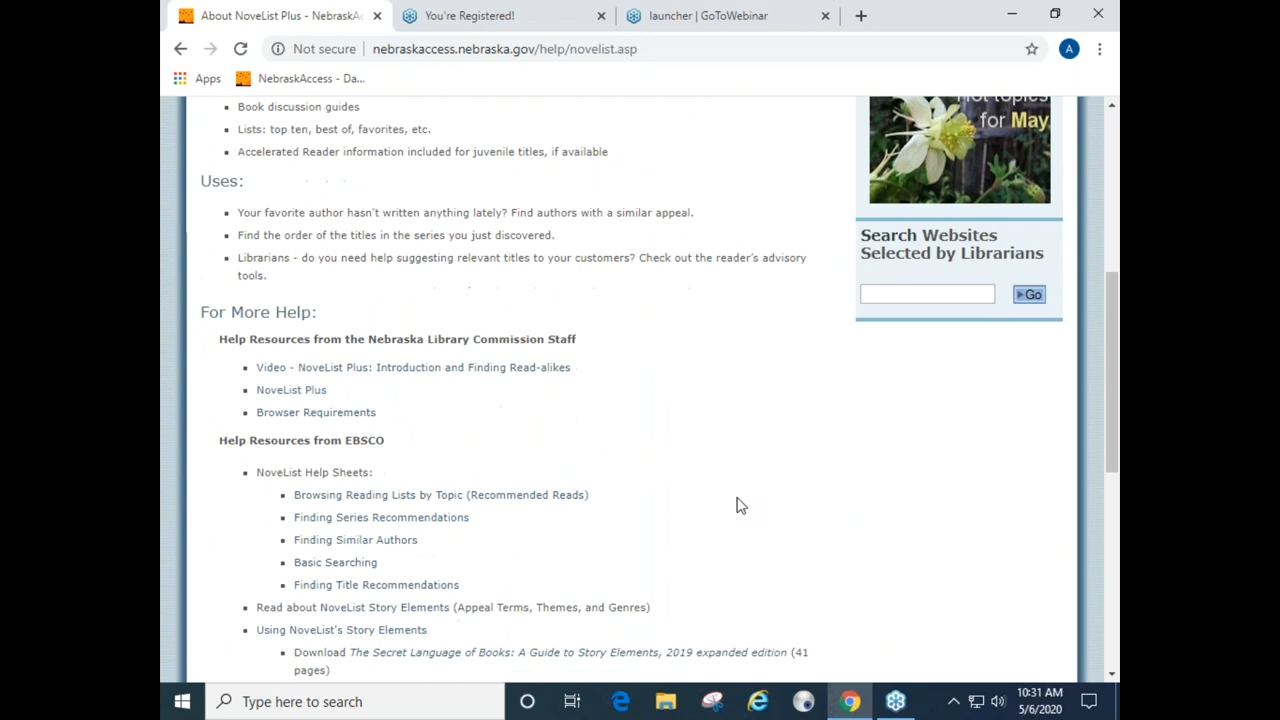 About NoveList Plus - NebraskAc
You're Registered!
launcher | GoToWebinar
Not secure
nebraskaccess.nebraska.gov/help/novelist.asp
A
Apps
NebraskAccess - Da...
Book discussion guides
Lists: top ten, best of, favorites, etc.
Accelerated Reader information included for juvenile titles, if available
Uses:
Your favorite author hasn't written anything lately? Find authors with a similar appeal.
Find the order of the titles in the series you just discovered.
Librarians - do you need help suggesting relevant titles to your customers? Check out the reader's advisory
tools.
For More Help:
Help Resources from the Nebraska Library Commission Staff
Video - NoveList Plus: Introduction and Finding Read-alikes
NoveList Plus
Browser Requirements
Help Resources from EBSCO
NoveList Help Sheets:
Browsing Reading Lists by Topic (Recommended Reads)
Finding Series Recommendations
Finding Similar Authors
Basic Searching
Finding Title Recommendations
Read about NoveList Story Elements (Appeal Terms, Themes, and Genres)
Using NoveList's Story Elements
Download The Secret Language of Books: A Guide to Story Elements, 2019 expanded edition (41
pages)
Hot topics
for May
Search Websites
Selected by Librarians
Go
Type here to search
10:31 AM
5/6/2020